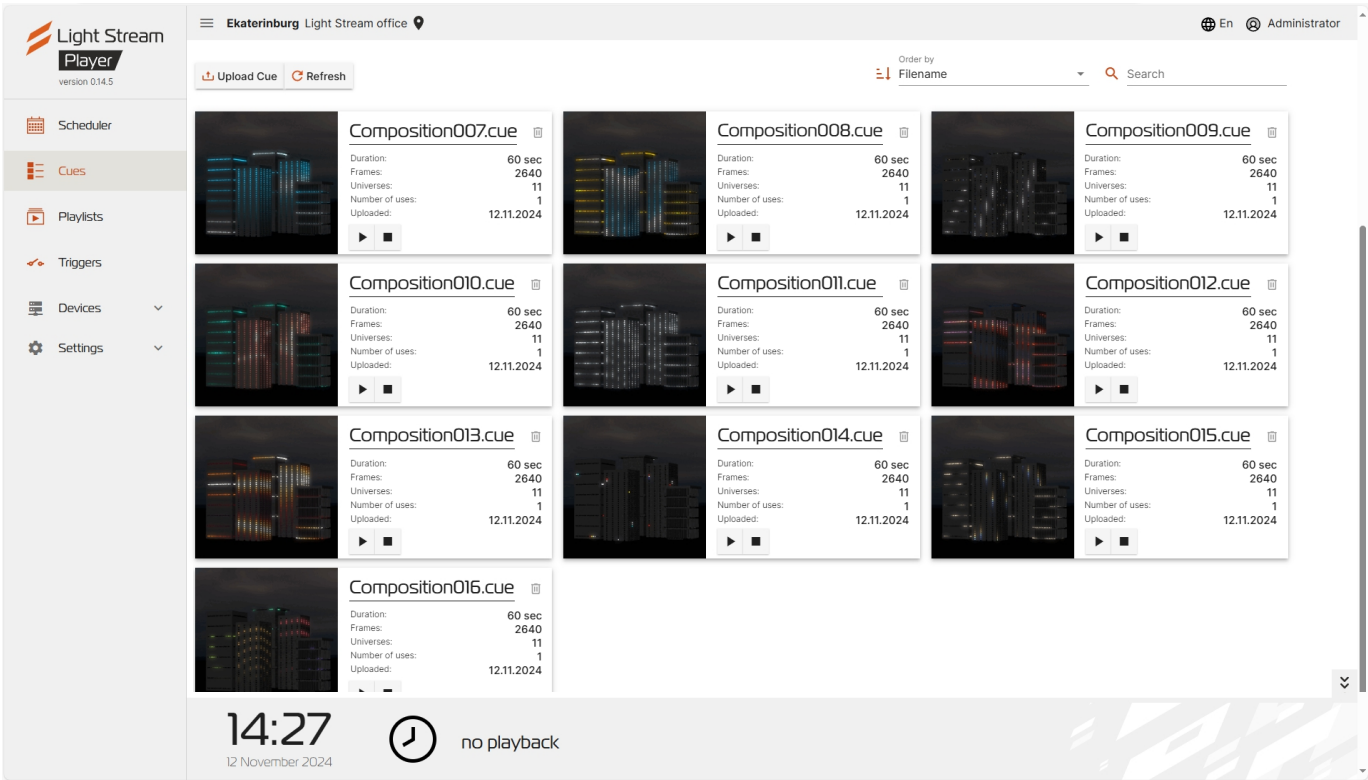 Light Stream
Player
version 0.14.5
Ekaterinburg Light Stream office
En Administrator
Upload Cue Refresh
Order by
Filename
Search
Scheduler
Cues
Playlists
Triggers
Devices
Settings
Composition007.cue
Duration: 60 sec
Frames: 2640
Universes: 11
Number of uses: 1
Uploaded: 12.11.2024
Composition008.cue
Duration: 60 sec
Frames: 2640
Universes: 11
Number of uses: 1
Uploaded: 12.11.2024
Composition009.cue
Duration: 60 sec
Frames: 2640
Universes: 11
Number of uses: 1
Uploaded: 12.11.2024
Composition010.cue
Duration: 60 sec
Frames: 2640
Universes: 11
Number of uses: 1
Uploaded: 12.11.2024
Composition011.cue
Duration: 60 sec
Frames: 2640
Universes: 11
Number of uses: 1
Uploaded: 12.11.2024
Composition012.cue
Duration: 60 sec
Frames: 2640
Universes: 11
Number of uses: 1
Uploaded: 12.11.2024
Composition013.cue
Duration: 60 sec
Frames: 2640
Universes: 11
Number of uses: 1
Uploaded: 12.11.2024
Composition014.cue
Duration: 60 sec
Frames: 2640
Universes: 11
Number of uses: 1
Uploaded: 12.11.2024
Composition015.cue
Duration: 60 sec
Frames: 2640
Universes: 11
Number of uses: 1
Uploaded: 12.11.2024
Composition016.cue
Duration: 60 sec
Frames: 2640
Universes: 11
Number of uses: 1
Uploaded: 12.11.2024
14:27
12 November 2024
no playback